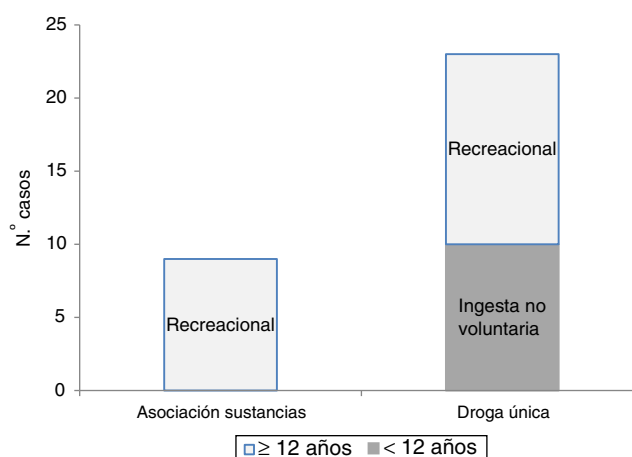 25
20
15
10
5
0
N.º casos
Recreacional
Recreacional
Ingesta no
voluntaria
Asociación sustancias
Droga única
≥ 12 años
< 12 años